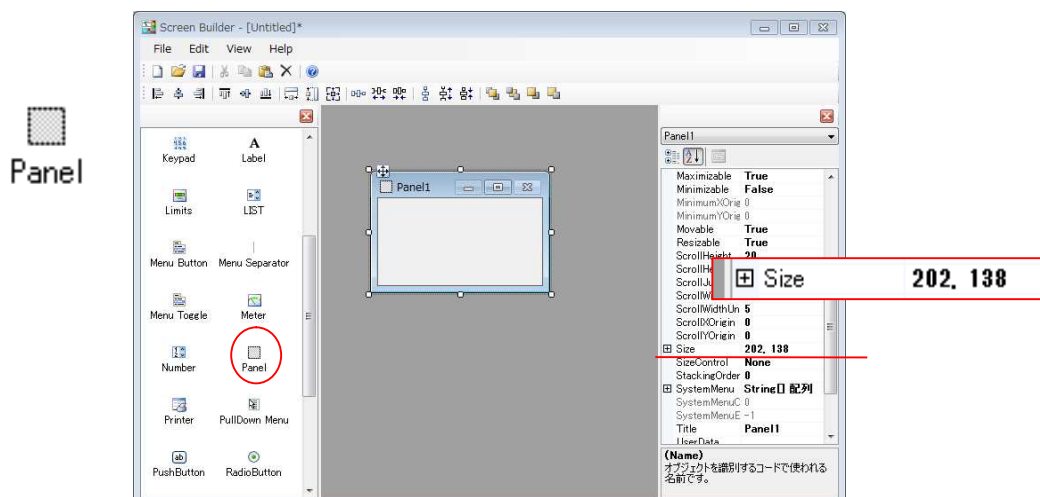 Screen Builder - [Untitled]*
File Edit View Help
Panel
Keypad Label
Limits LIST
Menu Button Menu Separator
Menu Toggle Meter
Number Panel
Printer PullDown Menu
PushButton RadioButton
Panel1
Panel1
Maximizable True
Minimizable False
MinimumXOrig 0
MinimumYOrig 0
Movable True
Resizable True
ScrollHeight 20
ScrollHe
ScrollJu
ScrollW
Size 202, 138
ScrollWidthUn 5
ScrollXOrigin 0
ScrollYOrigin 0
Size 202, 138
SizeControl None
StackingOrder 0
SystemMenu String[] 配列
SystemMenuC 0
SystemMenuE -1
Title Panel1
UserData
(Name)
オブジェクトを識別するコードで使われる
名前です。